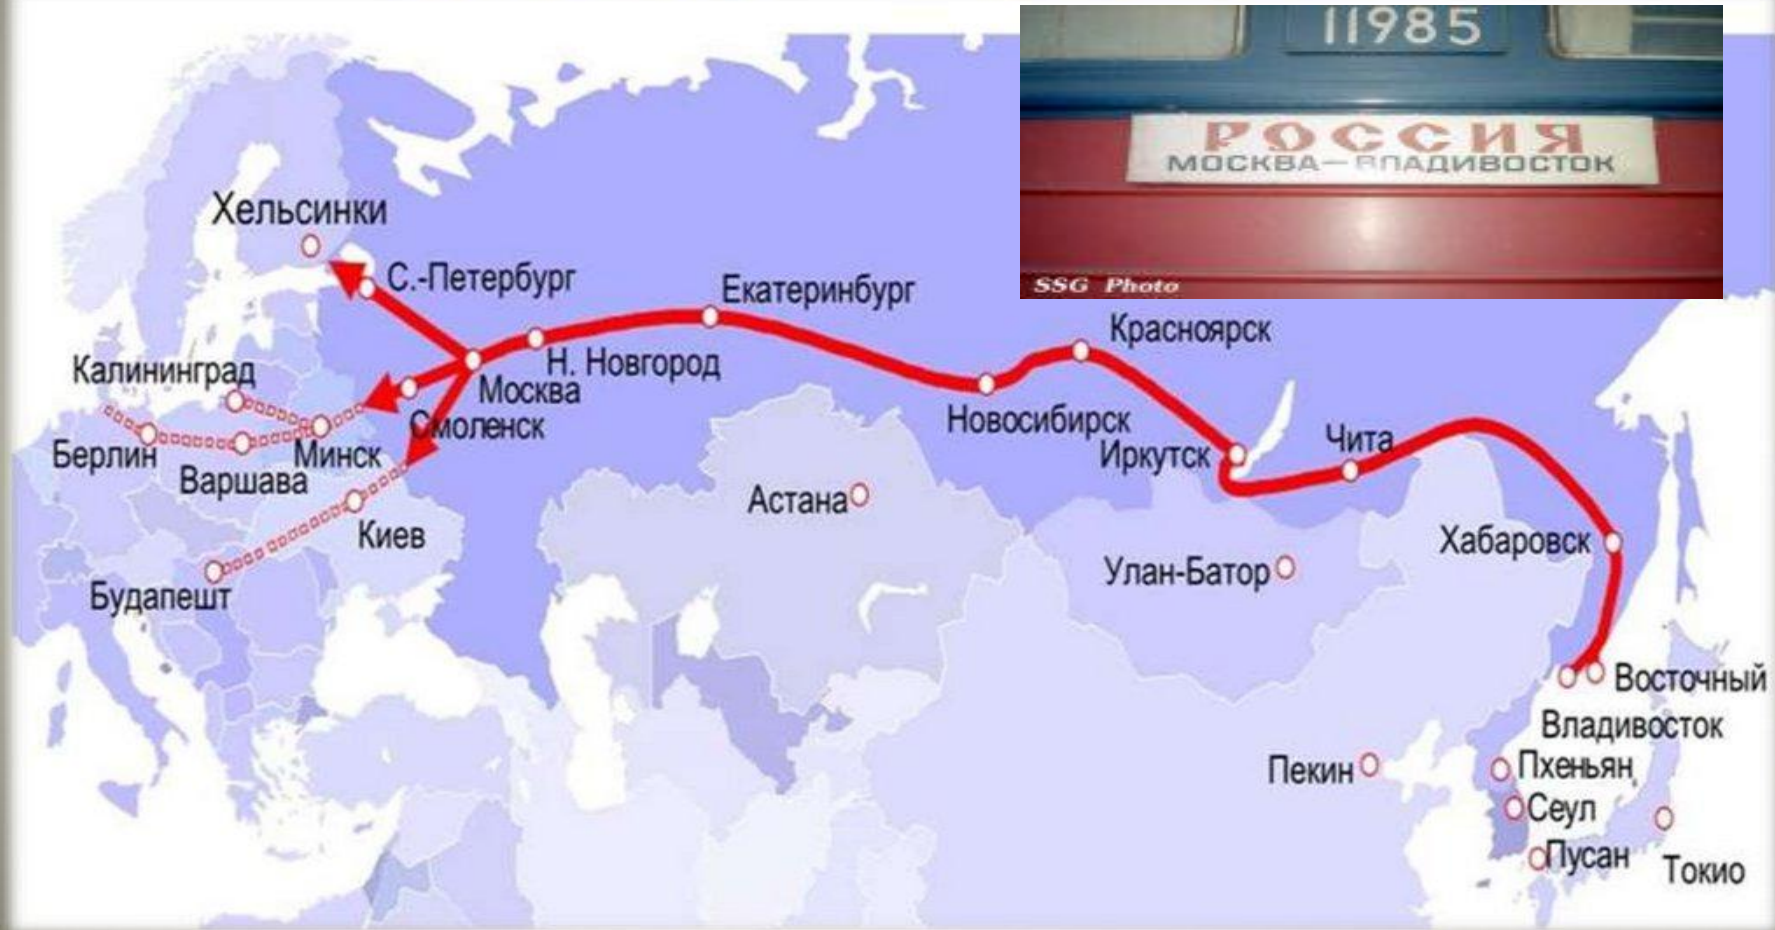 11985
РОССИЯ
МОСКВА—ВЛАДИВОСТОК
SSG Photo
Хельсинки
С.-Петербург
Екатеринбург
Красноярск
Калининград
Н. Новгород
Москва
Смоленск
Новосибирск
Иркутск
Чита
Берлин
Варшава
Минск
Астана
Киев
Хабаровск
Улан-Батор
Будапешт
Восточный
Владивосток
Пекин
Пхеньян
Сеул
Пусан
Токио